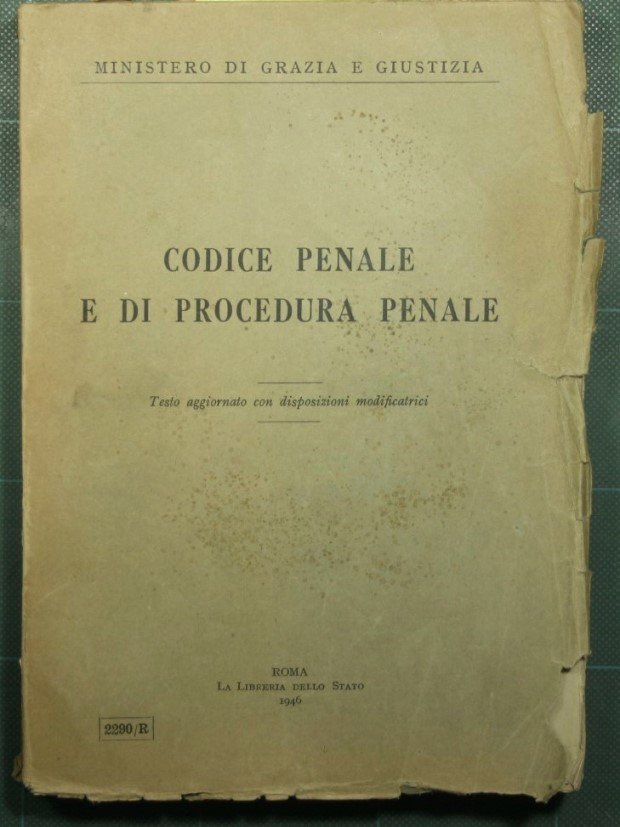 MINISTERO DI GRAZIA E GIUSTIZIA
CODICE PENALE
E DI PROCEDURA PENALE
Testo aggiornato con disposizioni modificatrici
ROMA
La Libreria dello Stato
1946
2290/R